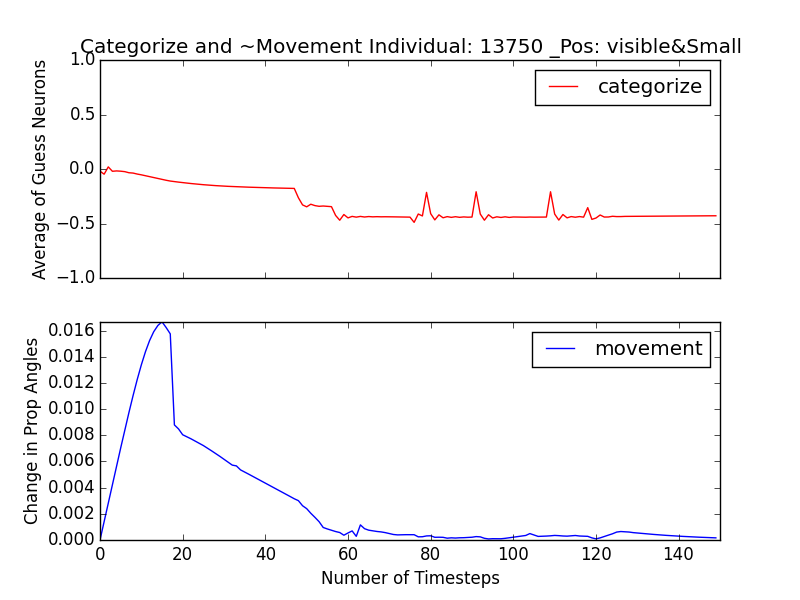 Categorize and ~Movement Individual: 13750 _Pos: visible&Small
1.0
0.5
0.0
−0.5
−1.0
Average of Guess Neurons
categorize
0.016
0.014
0.012
0.010
0.008
0.006
0.004
0.002
0.000
Change in Prop Angles
movement
0 20 40 60 80 100 120 140
Number of Timesteps